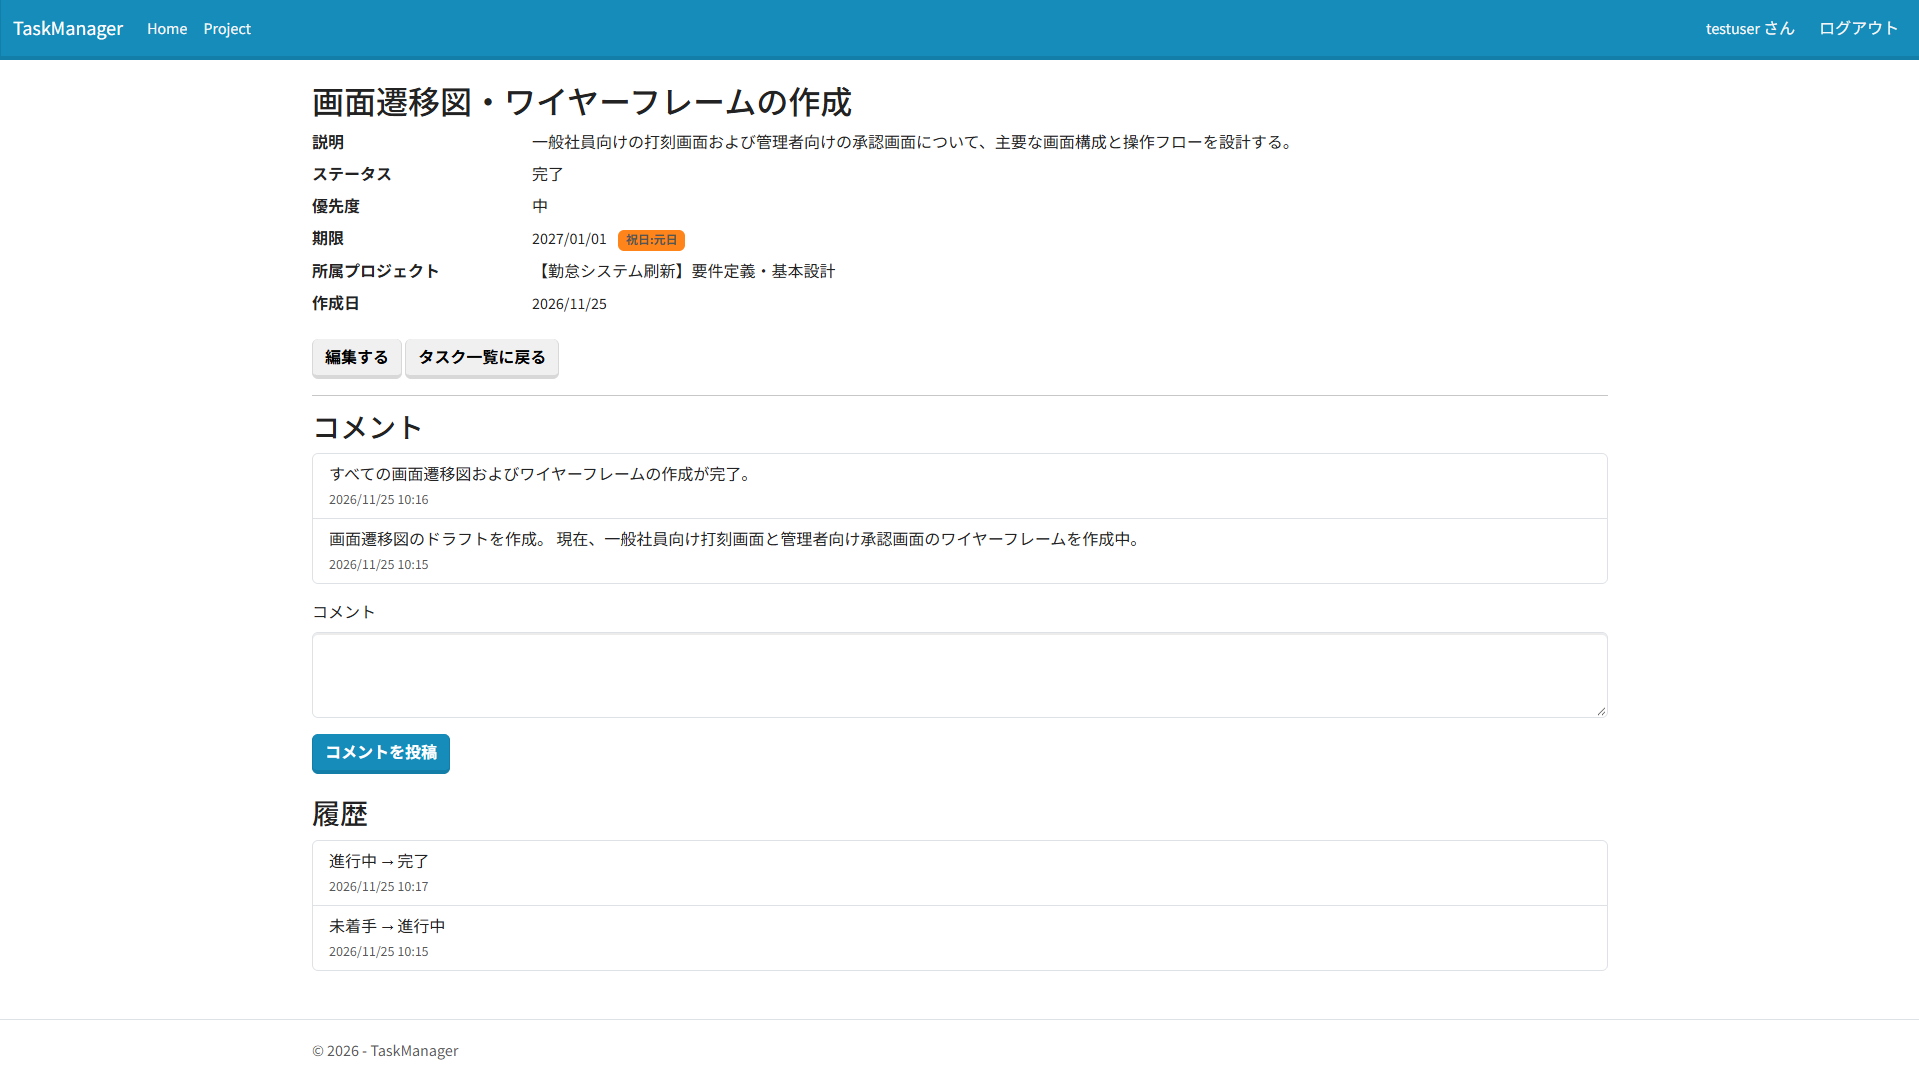 TaskManager Home Project testuser さん ログアウト
画面遷移図・ワイヤーフレームの作成
説明 一般社員向けの打刻画面および管理者向けの承認画面について、主要な画面構成と操作フローを設計する。
ステータス 完了
優先度 中
期限 2027/01/01 祝日:元日
所属プロジェクト 【勤怠システム刷新】要件定義・基本設計
作成日 2026/11/25
編集する タスク一覧に戻る
コメント
すべての画面遷移図およびワイヤーフレームの作成が完了。
2026/11/25 10:16
画面遷移図のドラフトを作成。 現在、一般社員向け打刻画面と管理者向け承認画面のワイヤーフレームを作成中。
2026/11/25 10:15
コメント
コメントを投稿
履歴
進行中 → 完了
2026/11/25 10:17
未着手 → 進行中
2026/11/25 10:15
© 2026 - TaskManager